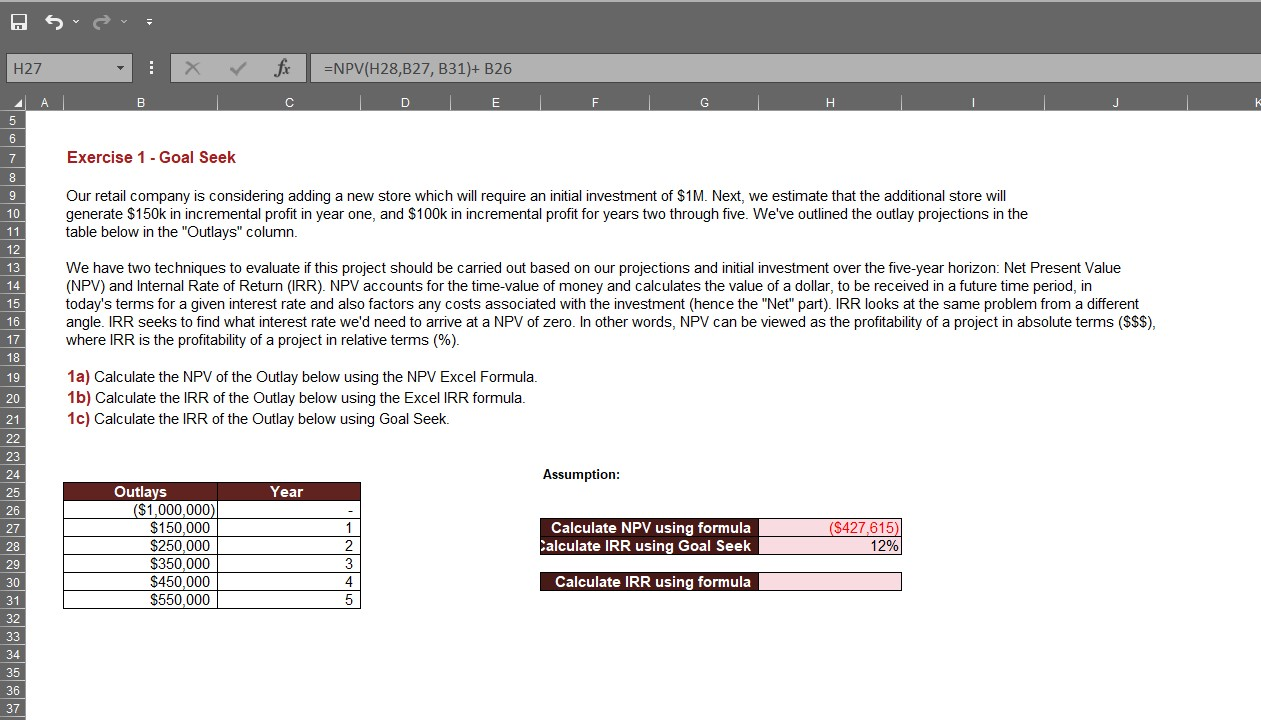 H27
fx
=NPV(H28,B27, B31)+ B26
A B C D E F G H I J K
5
6
7 Exercise 1 - Goal Seek
8
9 Our retail company is considering adding a new store which will require an initial investment of $1M. Next, we estimate that the additional store will
10 generate $150k in incremental profit in year one, and $100k in incremental profit for years two through five. We've outlined the outlay projections in the
11 table below in the "Outlays" column.
12
13 We have two techniques to evaluate if this project should be carried out based on our projections and initial investment over the five-year horizon: Net Present Value
14 (NPV) and Internal Rate of Return (IRR). NPV accounts for the time-value of money and calculates the value of a dollar, to be received in a future time period, in
15 today's terms for a given interest rate and also factors any costs associated with the investment (hence the "Net" part). IRR looks at the same problem from a different
16 angle. IRR seeks to find what interest rate we'd need to arrive at a NPV of zero. In other words, NPV can be viewed as the profitability of a project in absolute terms ($$$),
17 where IRR is the profitability of a project in relative terms (%).
18
19 1a) Calculate the NPV of the Outlay below using the NPV Excel Formula.
20 1b) Calculate the IRR of the Outlay below using the Excel IRR formula.
21 1c) Calculate the IRR of the Outlay below using Goal Seek.
22
23
24 Assumption:
25 Outlays Year
26 ($1,000,000) -
27 $150,000 1 Calculate NPV using formula ($427,615)
28 $250,000 2 Calculate IRR using Goal Seek 12%
29 $350,000 3
30 $450,000 4 Calculate IRR using formula
31 $550,000 5
32
33
34
35
36
37